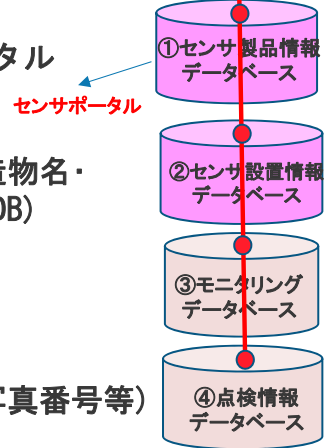 タル
①センサ製品情報
データベース
センサポータル
造物名・
②センサ設置情報
データベース
DB)
③モニタリング
データベース
写真番号等)
④点検情報
データベース